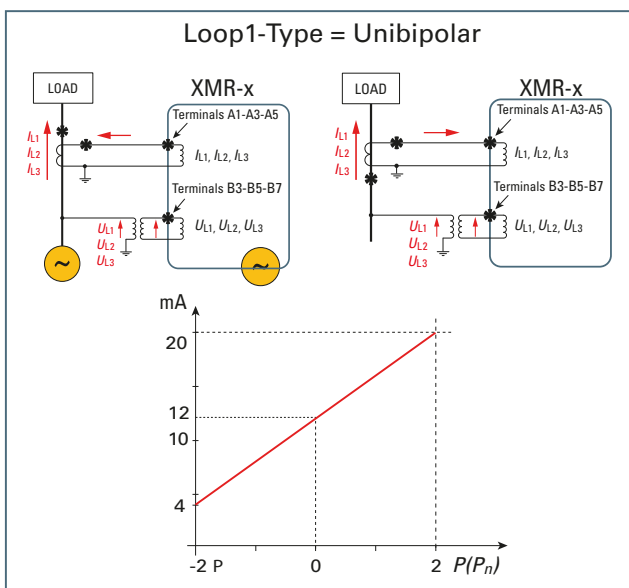 Loop1-Type = Unibipolar
LOAD
XMR-x
Terminals A1-A3-A5
IL1
IL2
IL3
IL1, IL2, IL3
Terminals B3-B5-B7
UL1
UL2
UL3
UL1, UL2, UL3
~
~
LOAD
XMR-x
Terminals A1-A3-A5
IL1
IL2
IL3
IL1, IL2, IL3
Terminals B3-B5-B7
UL1
UL2
UL3
UL1, UL2, UL3
mA
20
12
10
4
-2 P
0
2
P(Pn)